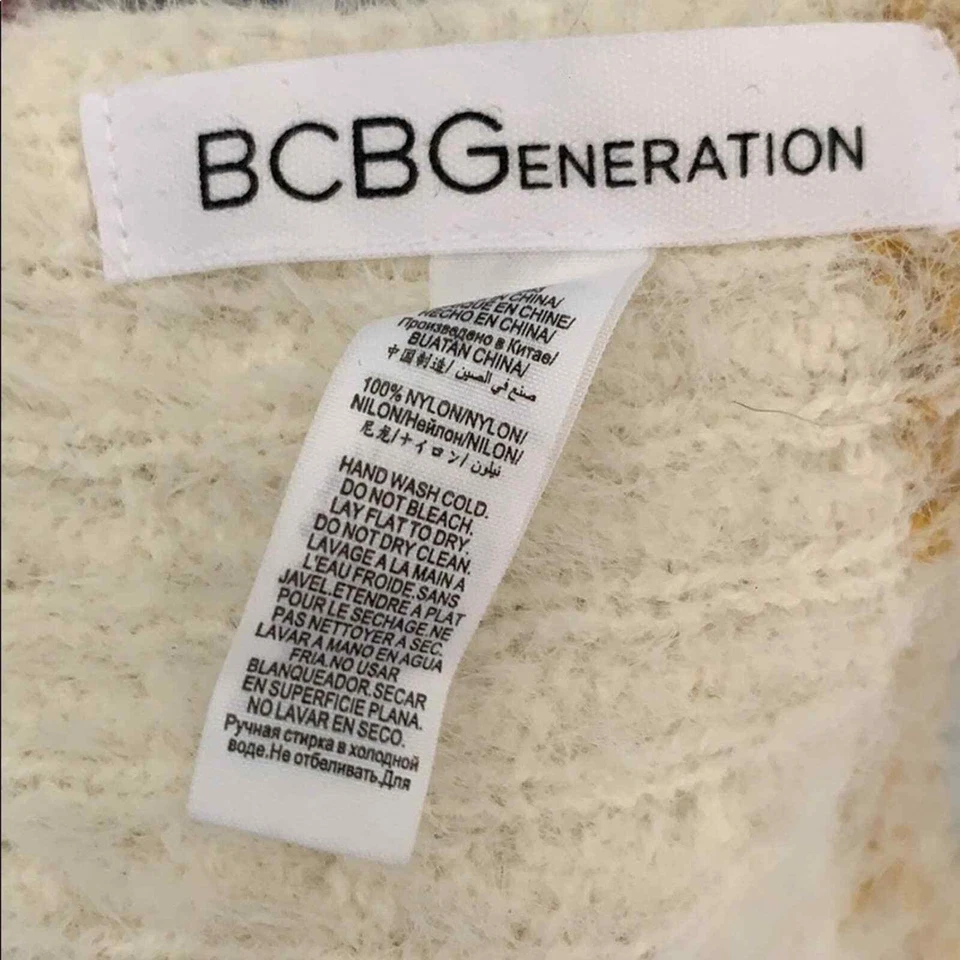 BCBGENERATION
CHINA/
EN CHINE/
HECHO EN CHINA/
Произведено в Китае/
BUATAN CHINA/
中国制造/ صنع في الصين
100% NYLON/NYLON/
NILON/Нейлон/NILON/
尼龙/ナイロン/ نيلون
HAND WASH COLD.
DO NOT BLEACH.
LAY FLAT TO DRY.
DO NOT DRY CLEAN.
LAVAGE A LA MAIN A
L'EAU FROIDE.SANS
JAVEL.ETENDRE A PLAT
POUR LE SECHAGE.NE
PAS NETTOYER A SEC.
LAVAR A MANO EN AGUA
FRIA.NO USAR
BLANQUEADOR.SECAR
EN SUPERFICIE PLANA.
NO LAVAR EN SECO.
Ручная стирка в холодной
воде.Не отбеливать.Для